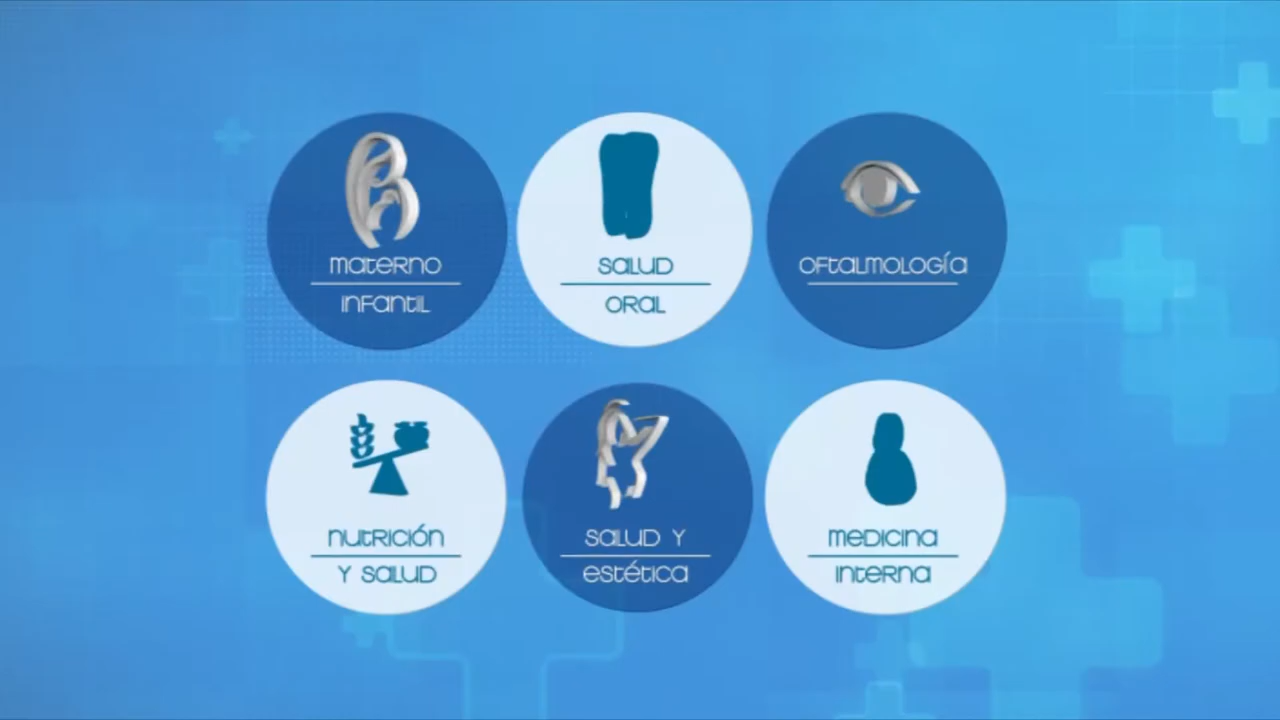 Materno
Infantil
Salud
Oral
Oftalmología
Nutrición
y Salud
Salud y
Estética
Medicina
Interna